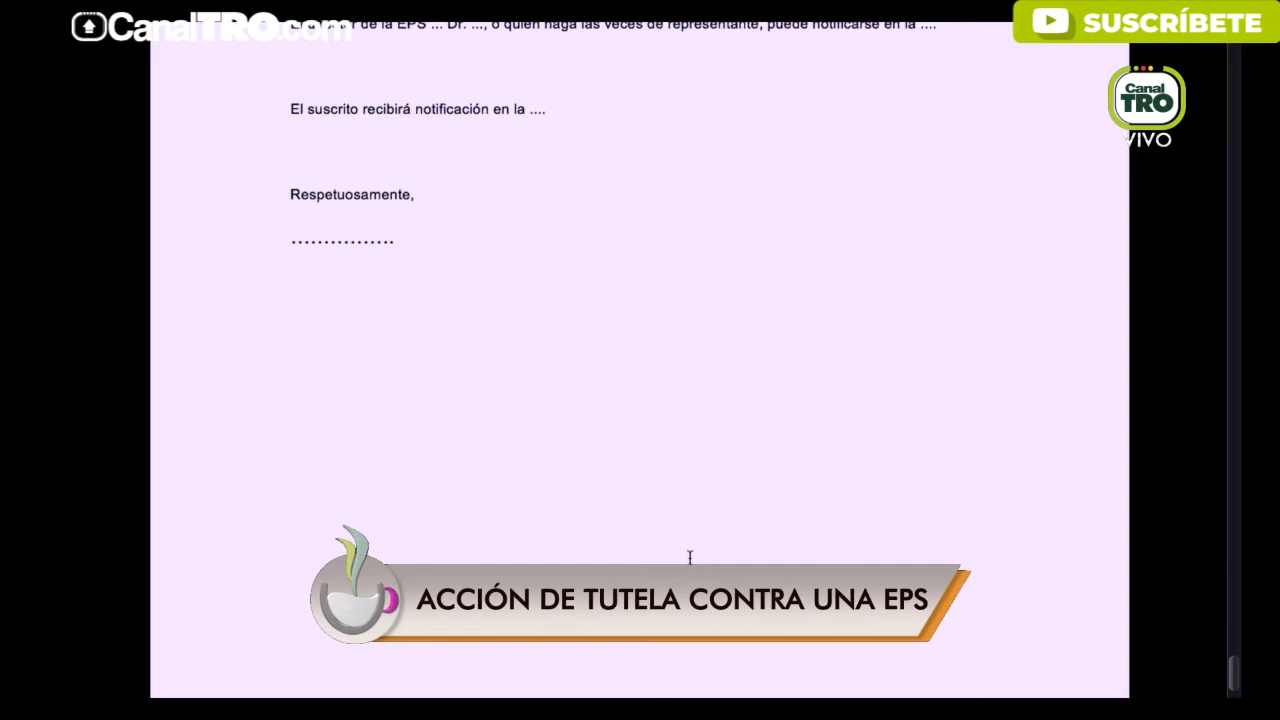 CanalTRO.com
SUSCRÍBETE
de la EPS ... Dr. ..., o quien haga las veces de representante, puede notificarse en la ....
Canal
TRO
VIVO
El suscrito recibirá notificación en la ....
Respetuosamente,
................
ACCIÓN DE TUTELA CONTRA UNA EPS